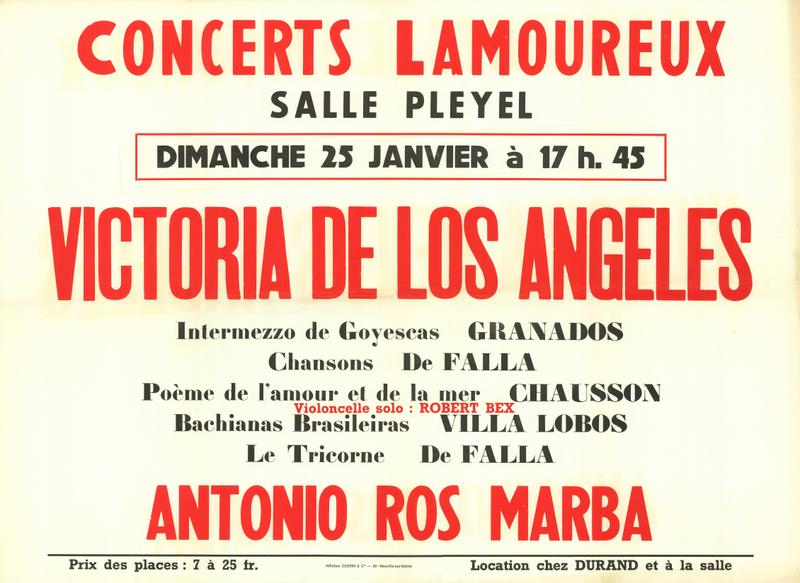 CONCERTS LAMOUREUX
SALLE PLEYEL
DIMANCHE 25 JANVIER à 17 h. 45
VICTORIA DE LOS ANGELES
Intermezzo de Goyescas GRANADOS
Chansons De FALLA
Poème de l'amour et de la mer CHAUSSON
Violoncelle solo : ROBERT BEX
Bachianas Brasileiras VILLA LOBOS
Le Tricorne De FALLA
ANTONIO ROS MARBA
Prix des places : 7 à 25 fr.
Location chez DURAND et à la salle